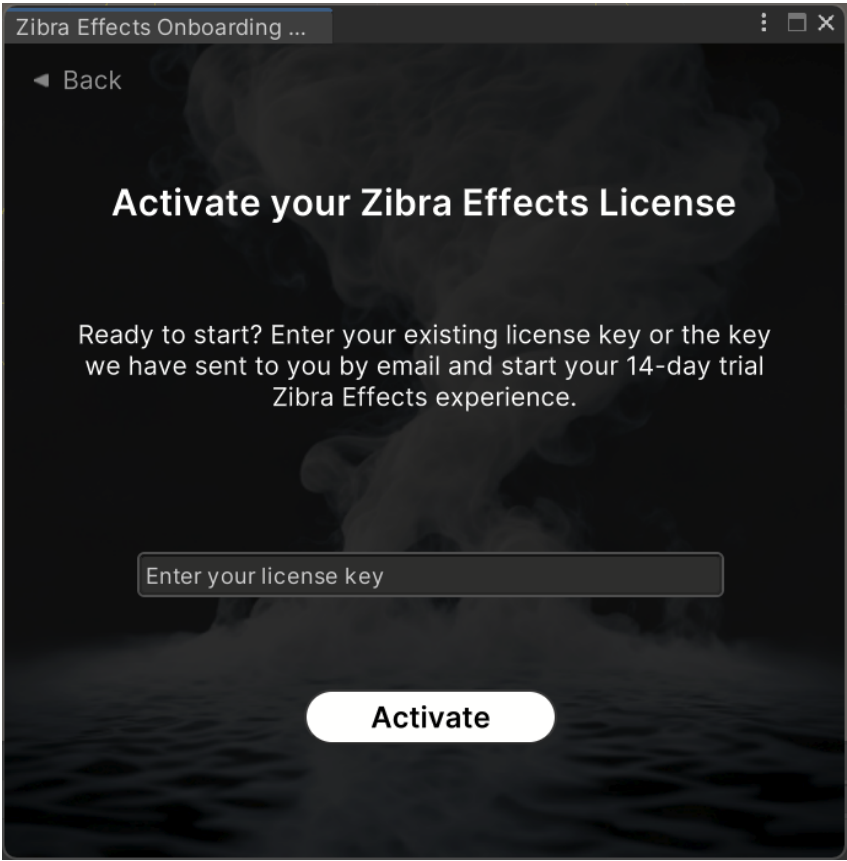 Zibra Effects Onboarding ...
Back
Activate your Zibra Effects License
Ready to start? Enter your existing license key or the key
we have sent to you by email and start your 14-day trial
Zibra Effects experience.
Enter your license key
Activate